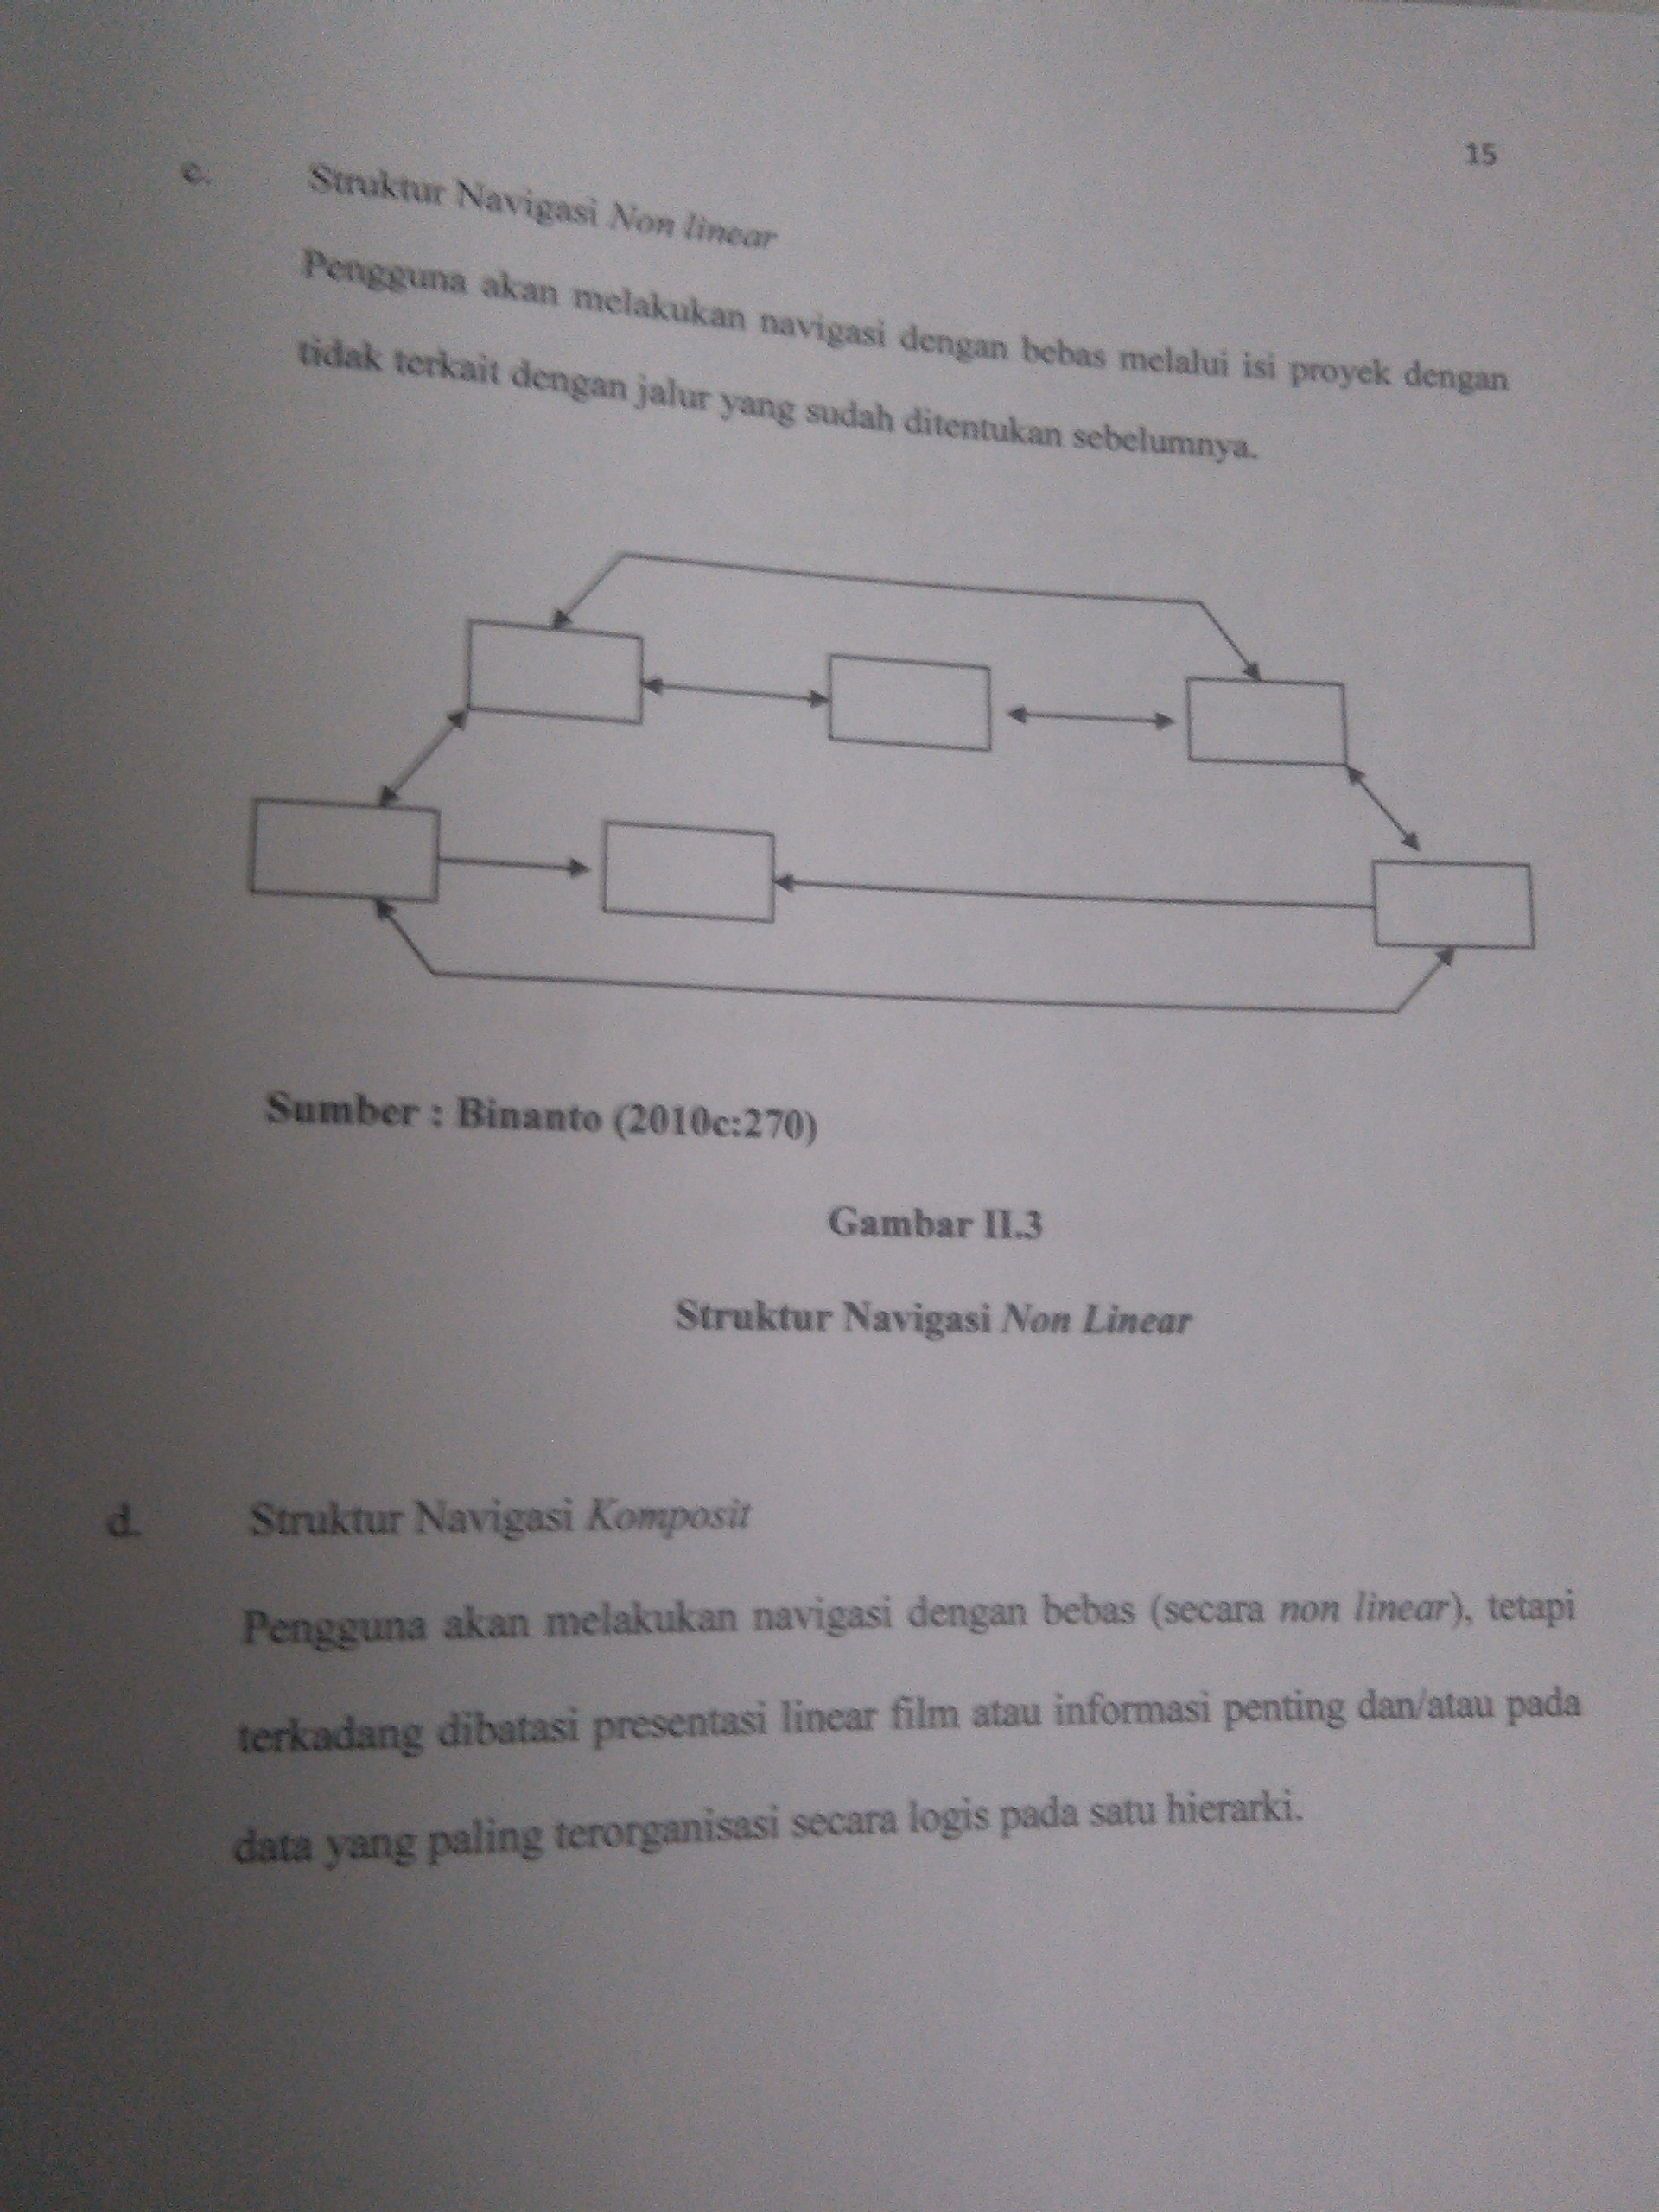 15
c. Struktur Navigasi Non linear
Pengguna akan melakukan navigasi dengan bebas melalui isi proyek dengan
tidak terkait dengan jalur yang sudah ditentukan sebelumnya.
Sumber : Binanto (2010c:270)
Gambar II.3
Struktur Navigasi Non Linear
d. Struktur Navigasi Komposit
Pengguna akan melakukan navigasi dengan bebas (secara non linear), tetapi
terkadang dibatasi presentasi linear film atau informasi penting dan/atau pada
data yang paling terorganisasi secara logis pada satu hierarki.